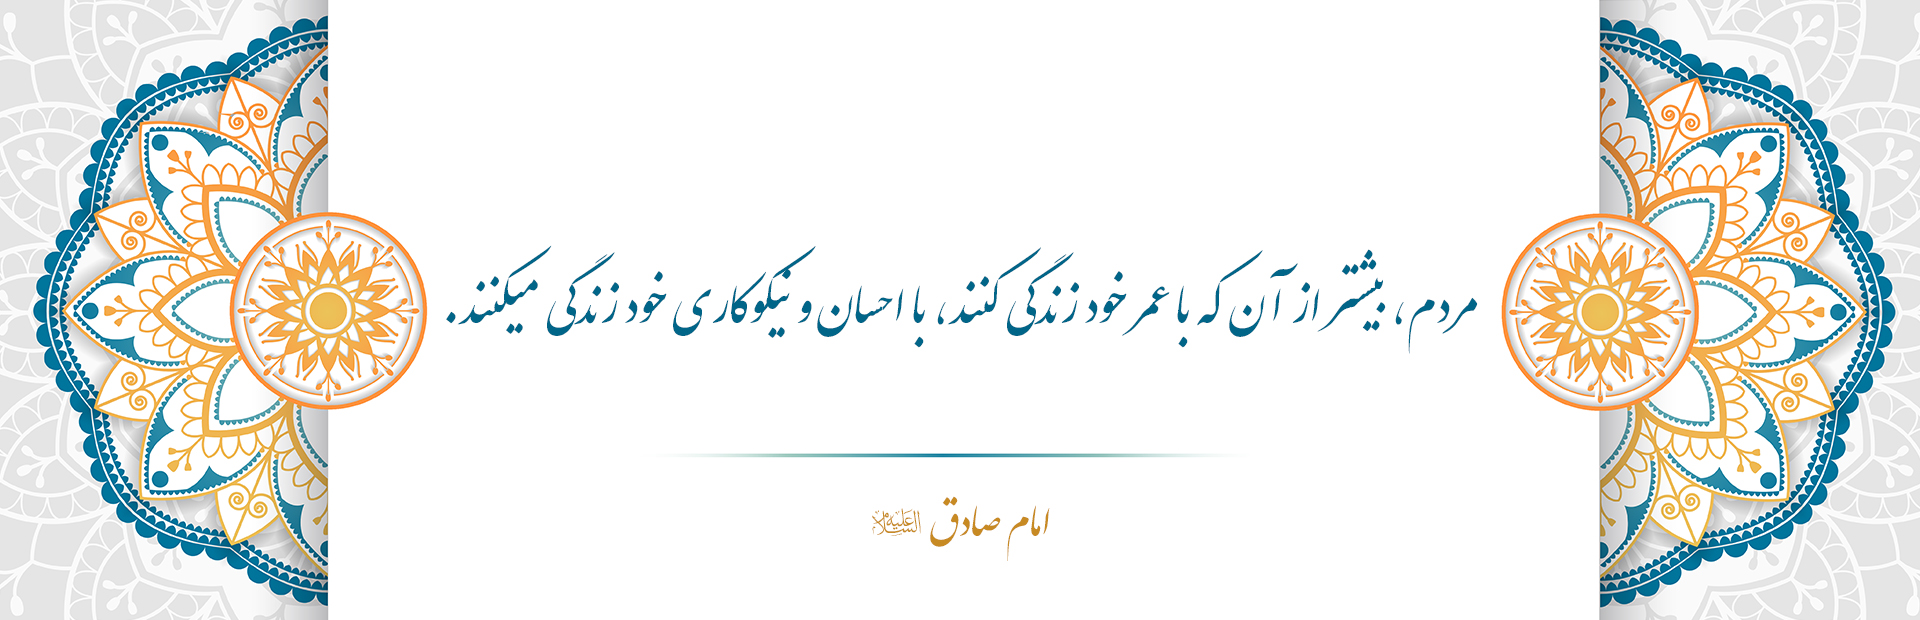 مردم، بیشتر از آن که با عمر خود زندگی کنند، با احسان و نیکوکاری خود زندگی میکنند.
امام صادق علیه السلام